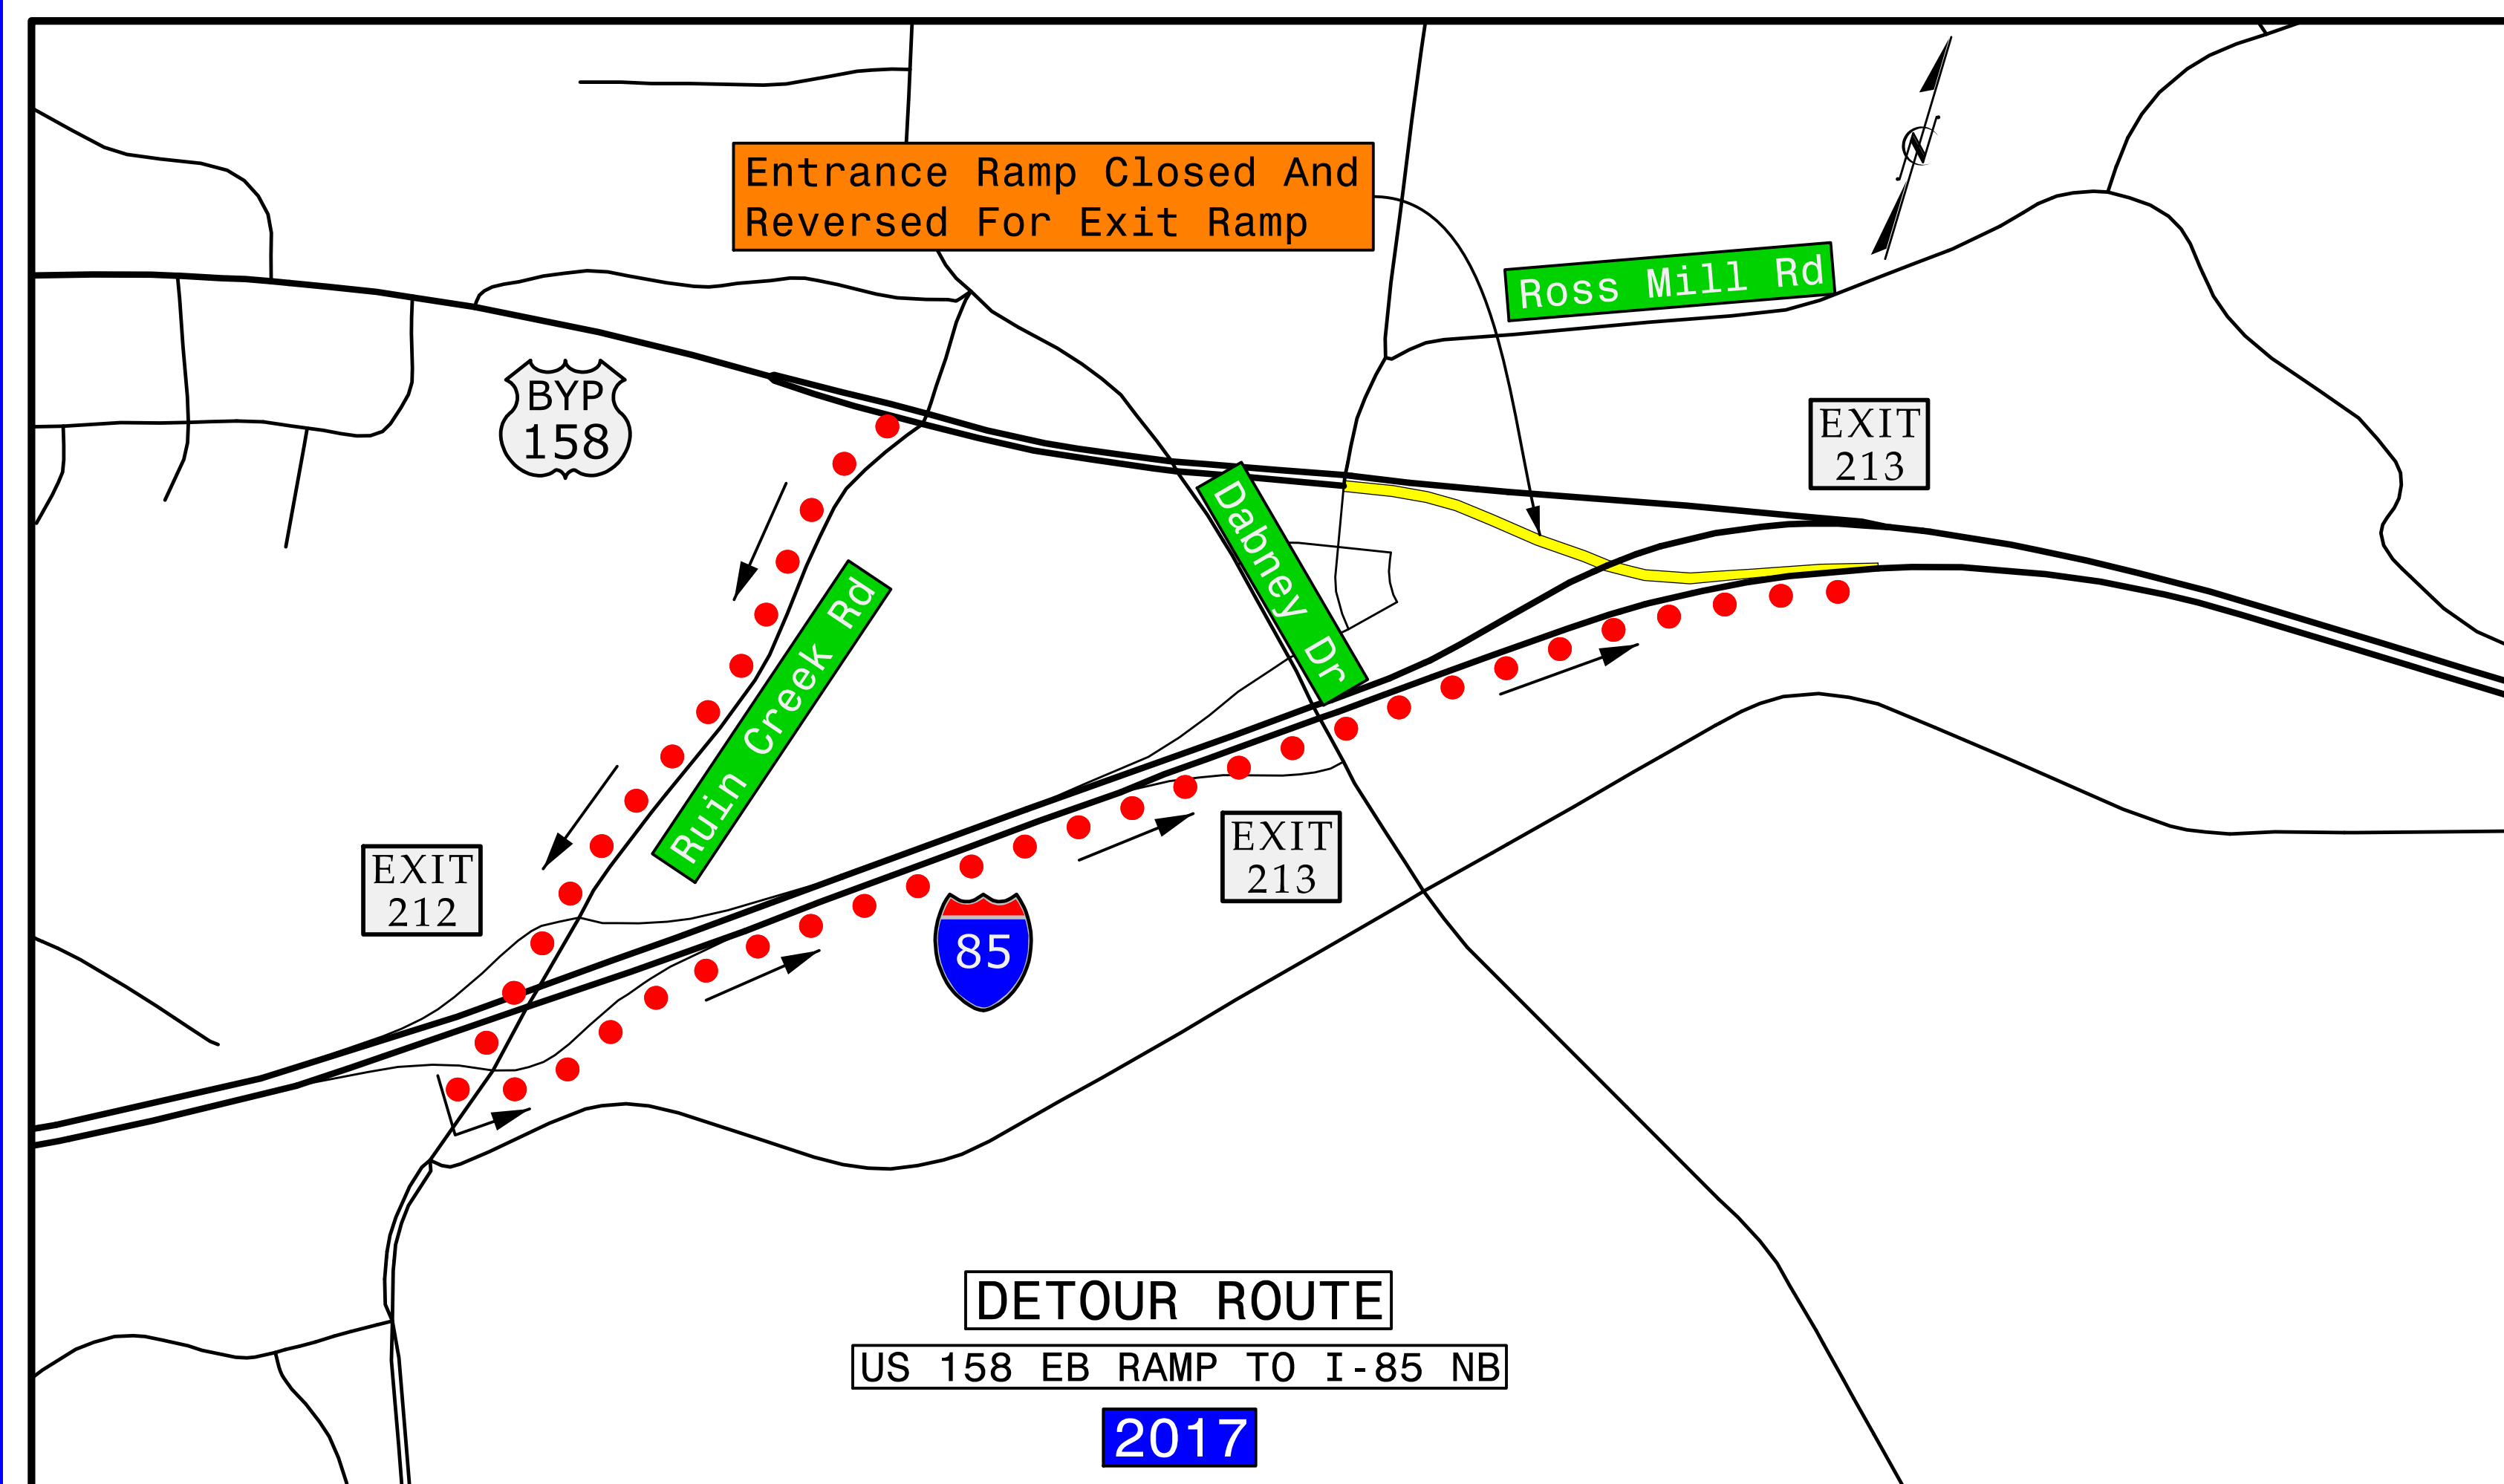 Entrance Ramp Closed And
Reversed For Exit Ramp
N
Ross Mill Rd
BYP
158
EXIT
213
Dabney Dr
Ruin Creek Rd
EXIT
212
EXIT
213
85
DETOUR ROUTE
US 158 EB RAMP TO I-85 NB
2017